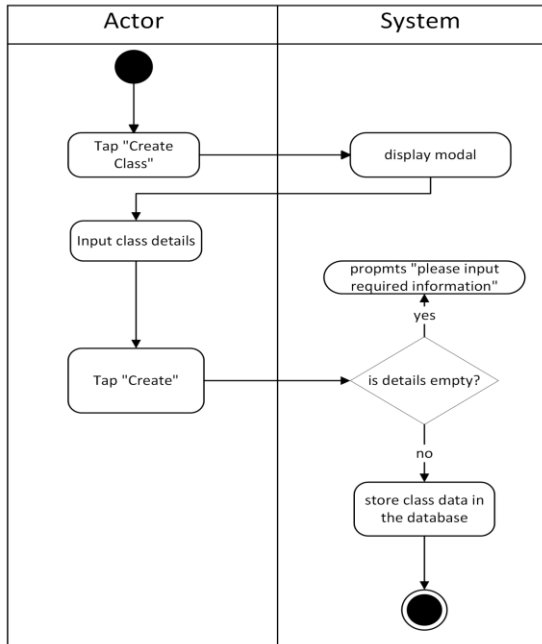 Actor
System
Tap "Create
Class"
display modal
Input class details
propmts "please input
required information"
yes
Tap "Create"
is details empty?
no
store class data in
the database